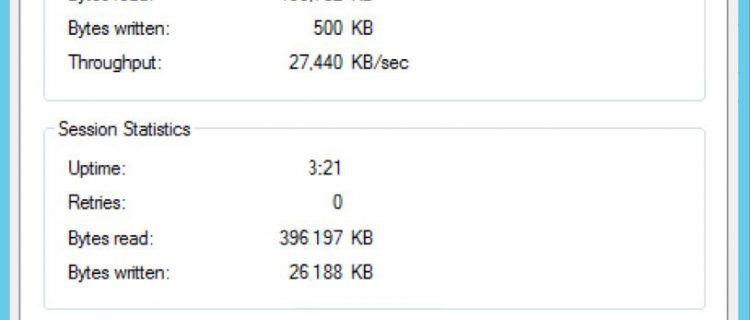 Bytes written: 500 KB
Throughput: 27,440 KB/sec
Session Statistics
Uptime: 3:21
Retries: 0
Bytes read: 396 197 KB
Bytes written: 26 188 KB